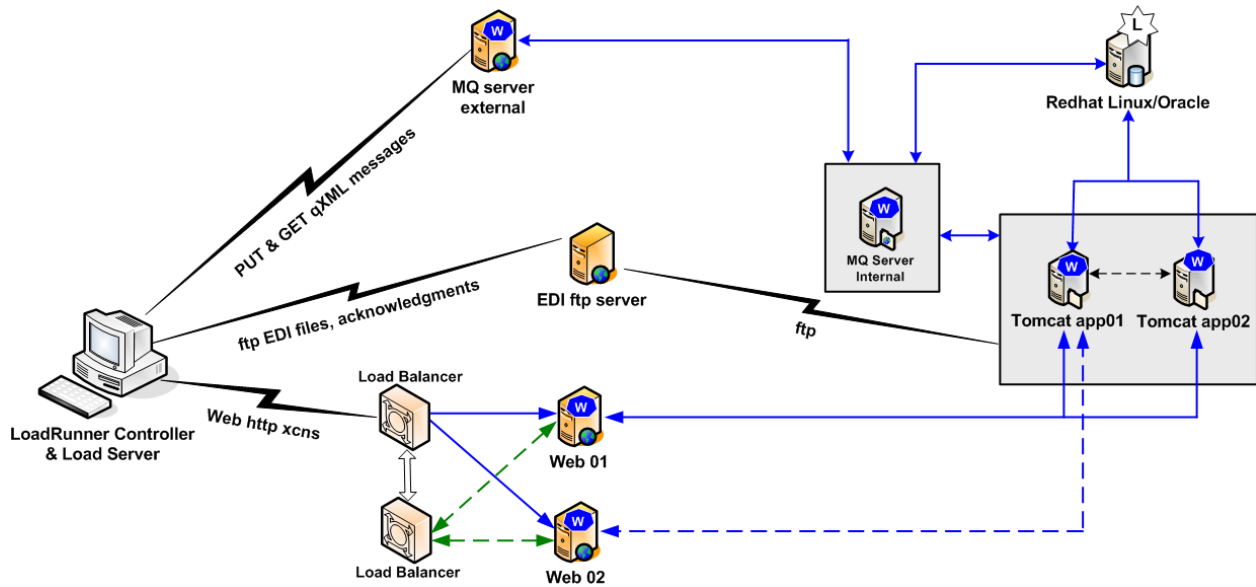 L
W
MQ server
external
Redhat Linux/Oracle
PUT & GET qXML messages
W
MQ Server
Internal
EDI ftp server
W
W
Tomcat app01
Tomcat app02
ftp EDI files, acknowledgments
ftp
Load Balancer
Web http xcns
LoadRunner Controller
& Load Server
W
Web 01
W
Load Balancer
Web 02